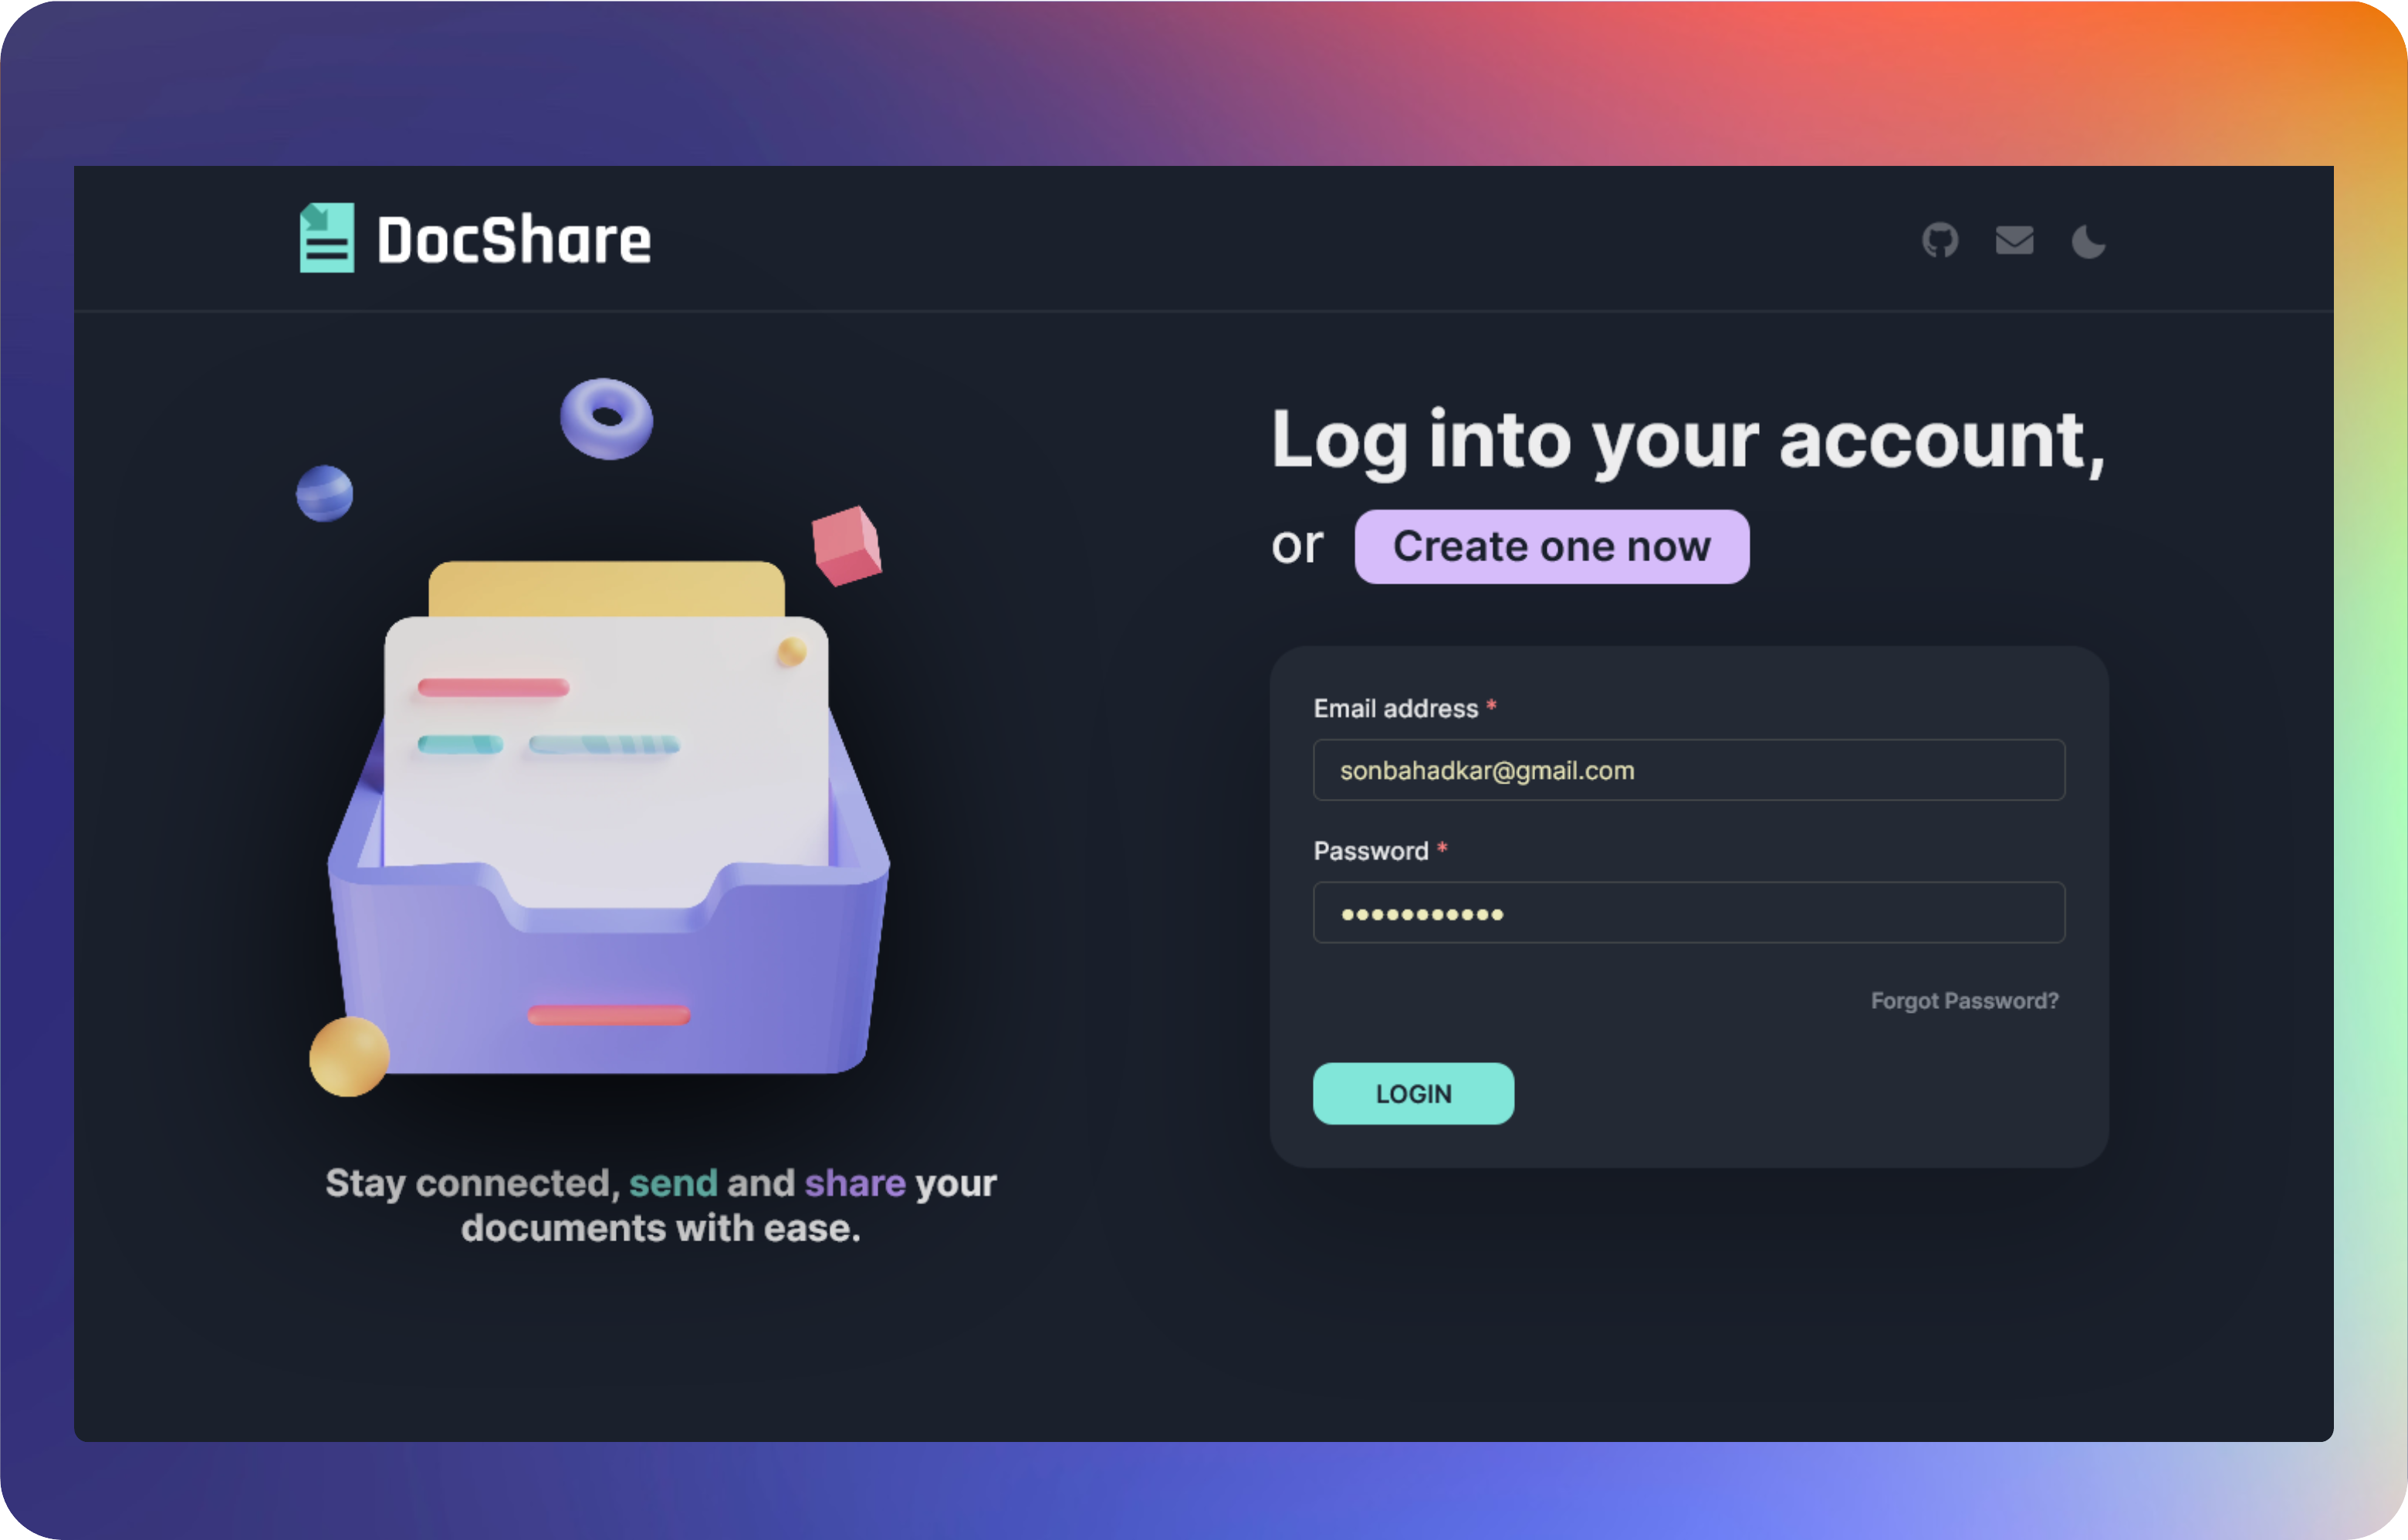 DocShare
Log into your account,
or Create one now
Email address *
sonbahadkar@gmail.com
Password *
●●●●●●●●●●●
Forgot Password?
LOGIN
Stay connected, send and share your
documents with ease.